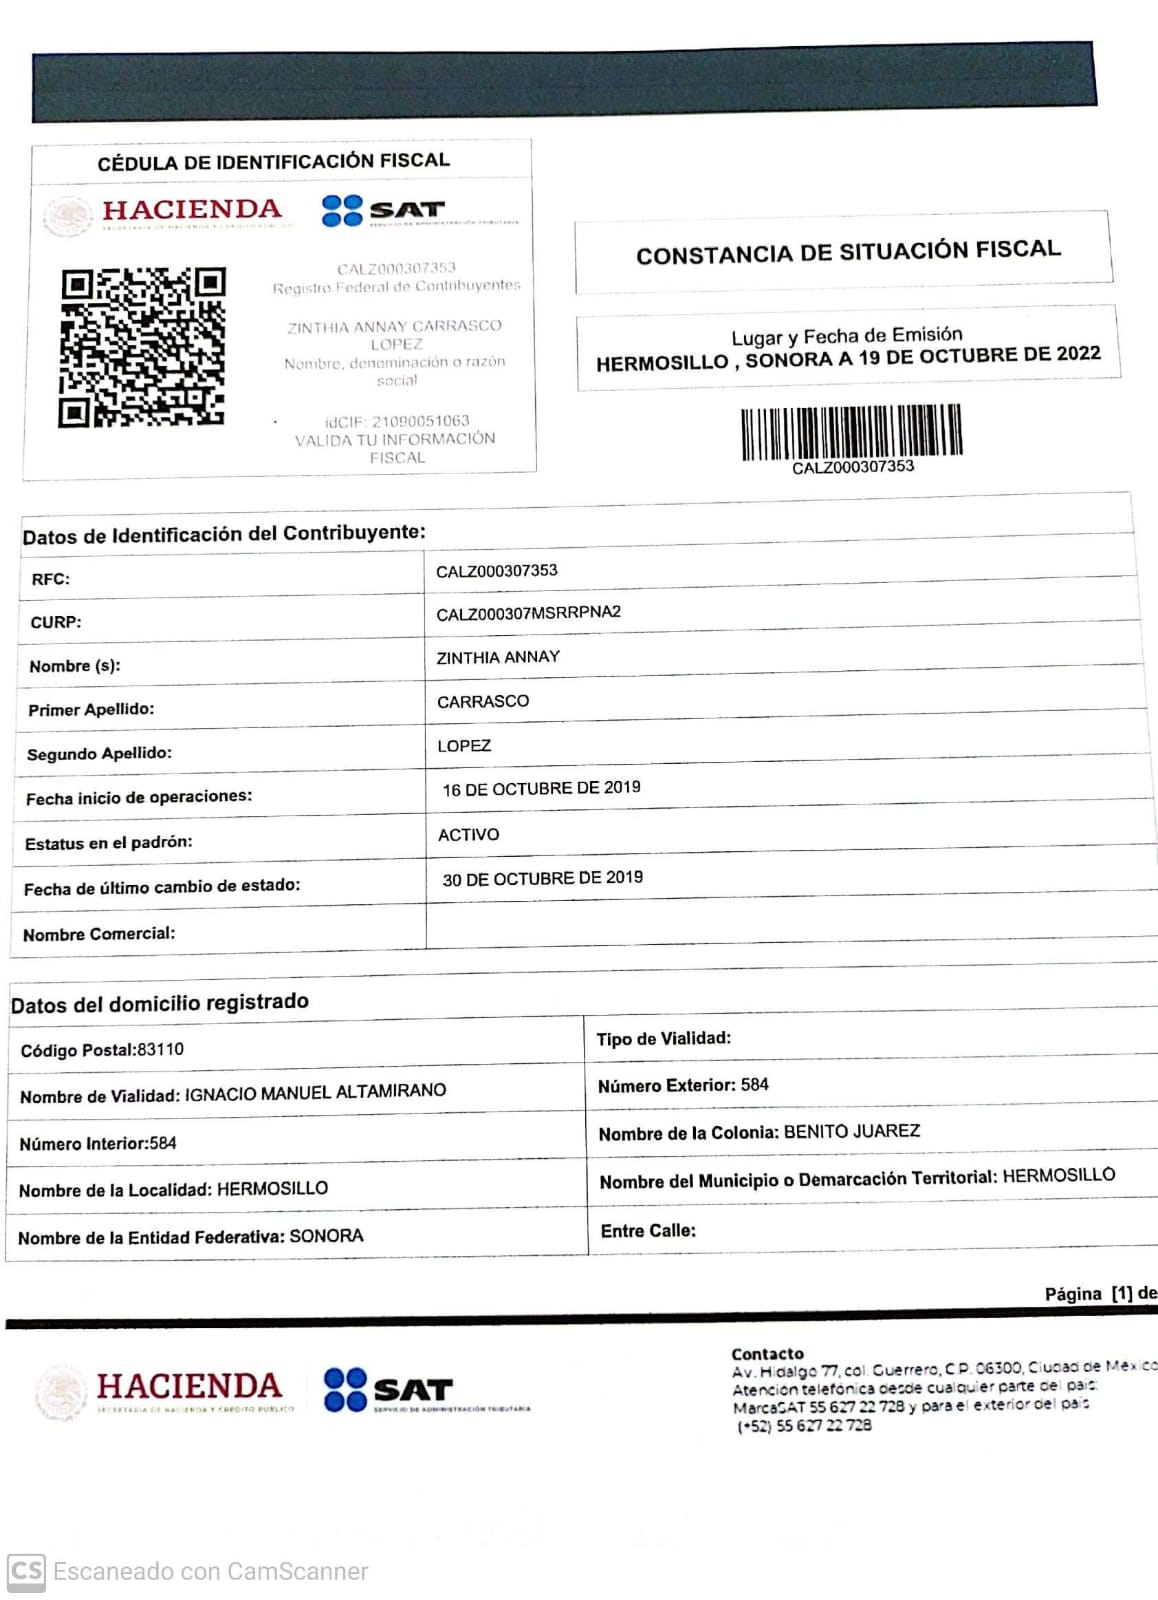 CÉDULA DE IDENTIFICACIÓN FISCAL
HACIENDA
SECRETARÍA DE HACIENDA Y CRÉDITO PÚBLICO
SAT
SERVICIO DE ADMINISTRACIÓN TRIBUTARIA
CALZ000307353
Registro Federal de Contribuyentes
ZINTHIA ANNAY CARRASCO
LOPEZ
Nombre, denominación o razón
social
idCIF: 21090051063
VALIDA TU INFORMACIÓN
FISCAL
CONSTANCIA DE SITUACIÓN FISCAL
Lugar y Fecha de Emisión
HERMOSILLO , SONORA A 19 DE OCTUBRE DE 2022
CALZ000307353
Datos de Identificación del Contribuyente:
RFC: CALZ000307353
CURP: CALZ000307MSRRPNA2
Nombre (s): ZINTHIA ANNAY
Primer Apellido: CARRASCO
Segundo Apellido: LOPEZ
Fecha inicio de operaciones: 16 DE OCTUBRE DE 2019
Estatus en el padrón: ACTIVO
Fecha de último cambio de estado: 30 DE OCTUBRE DE 2019
Nombre Comercial:
Datos del domicilio registrado
Código Postal:83110 Tipo de Vialidad:
Nombre de Vialidad: IGNACIO MANUEL ALTAMIRANO Número Exterior: 584
Número Interior:584 Nombre de la Colonia: BENITO JUAREZ
Nombre de la Localidad: HERMOSILLO Nombre del Municipio o Demarcación Territorial: HERMOSILLO
Nombre de la Entidad Federativa: SONORA Entre Calle:
Página [1] de
HACIENDA
SECRETARÍA DE HACIENDA Y CRÉDITO PÚBLICO
SAT
SERVICIO DE ADMINISTRACIÓN TRIBUTARIA
Contacto
Av. Hidalgo 77, col. Guerrero, C.P. 06300, Ciudad de México
Atención telefónica desde cualquier parte del país:
MarcaSAT 55 627 22 728 y para el exterior del país
(+52) 55 627 22 728
CS Escaneado con CamScanner